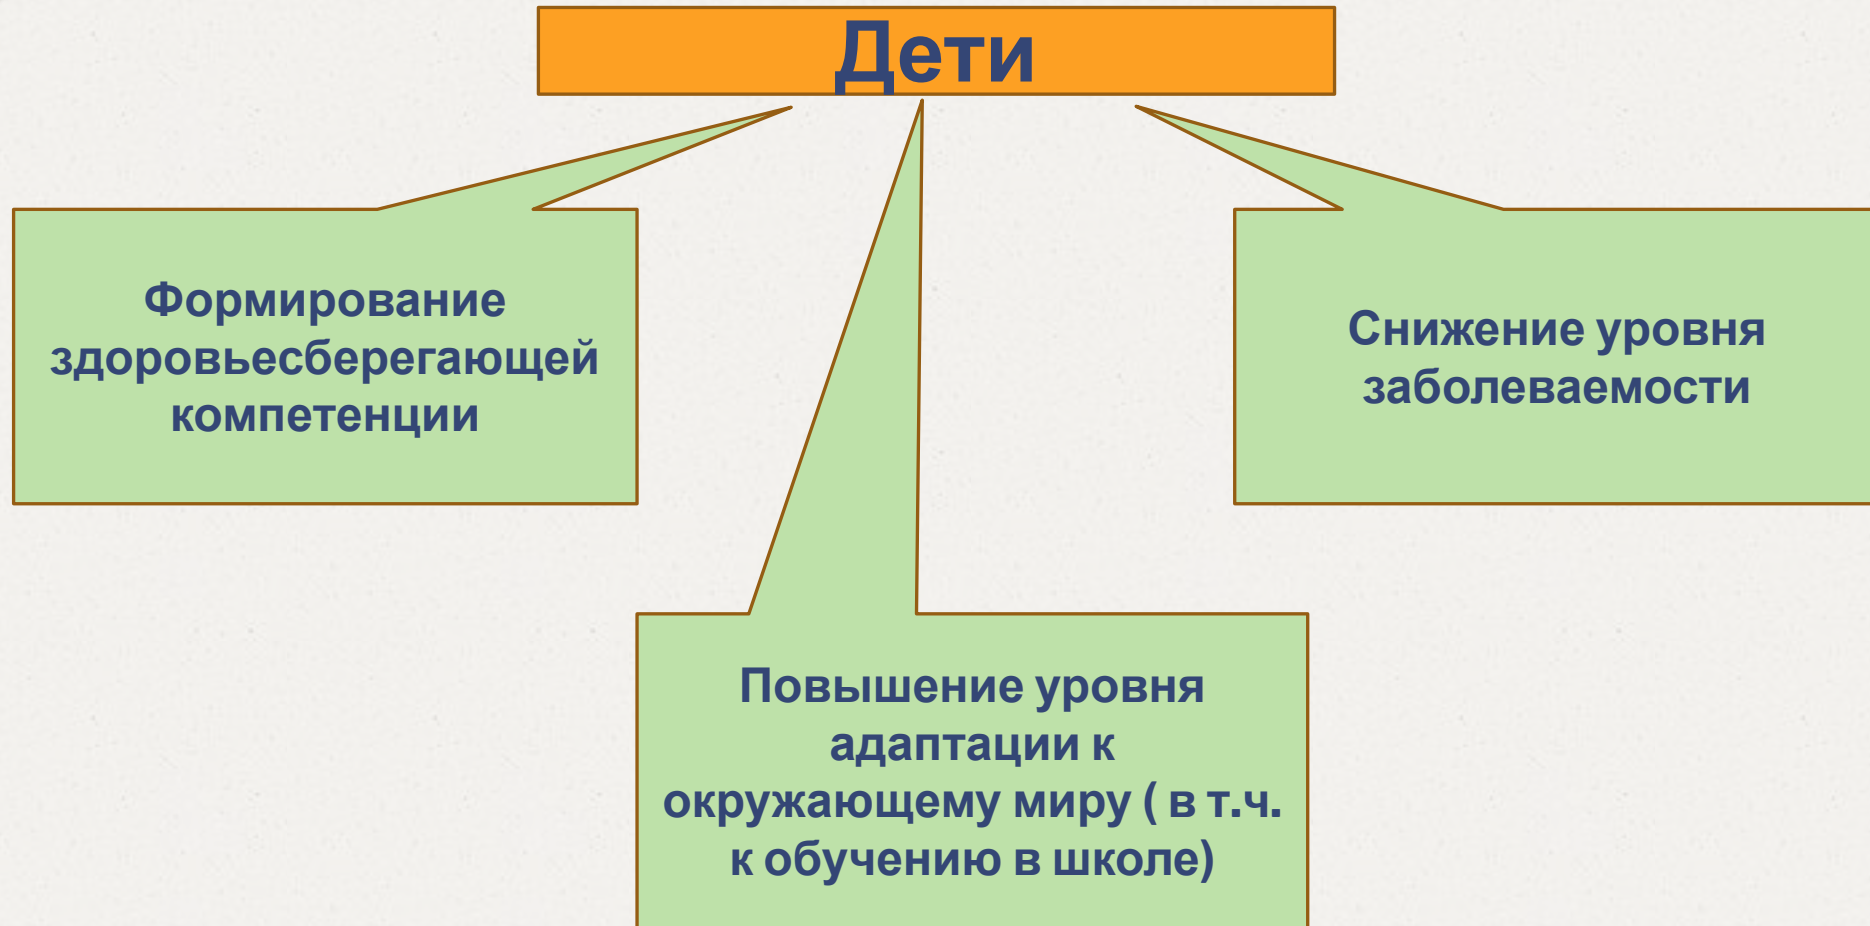 Дети
Формирование
здоровьесберегающей
компетенции
Снижение уровня
заболеваемости
Повышение уровня
адаптации к
окружающему миру ( в т.ч.
к обучению в школе)